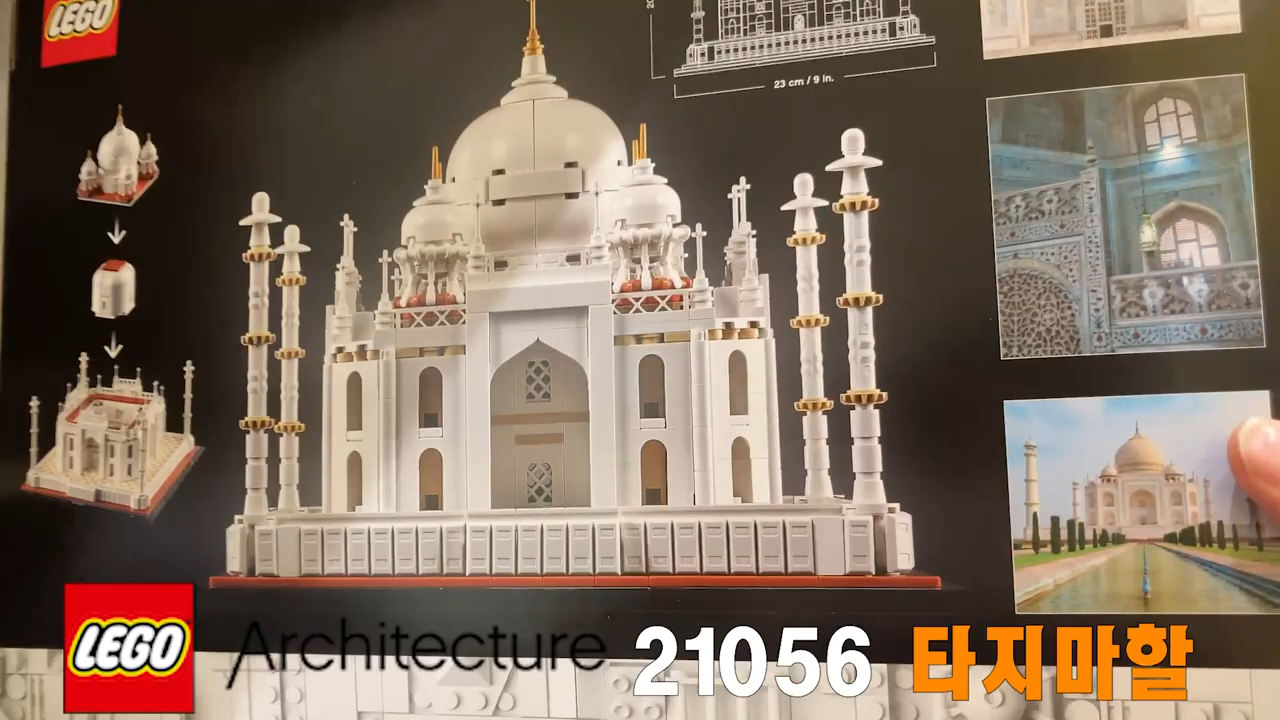 LEGO
23 cm / 9 in.
LEGO Architecture 21056 타지마할